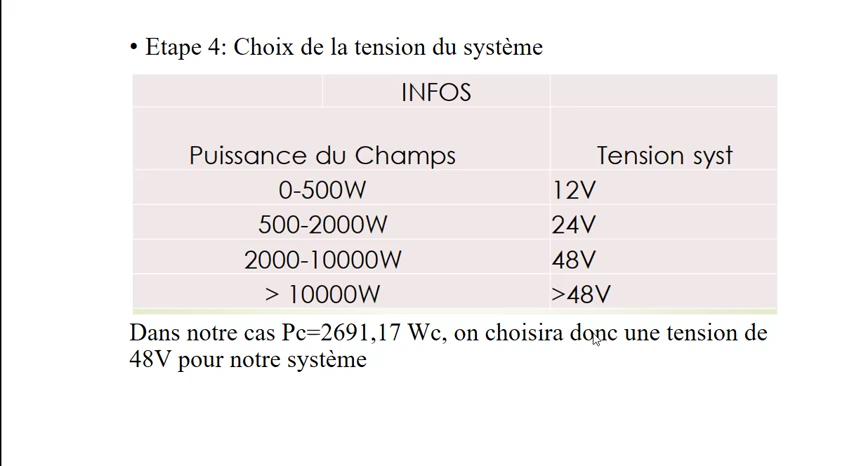 • Etape 4: Choix de la tension du système
INFOS
Puissance du Champs Tension syst
0-500W 12V
500-2000W 24V
2000-10000W 48V
> 10000W >48V
Dans notre cas Pc=2691,17 Wc, on choisira donc une tension de
48V pour notre système